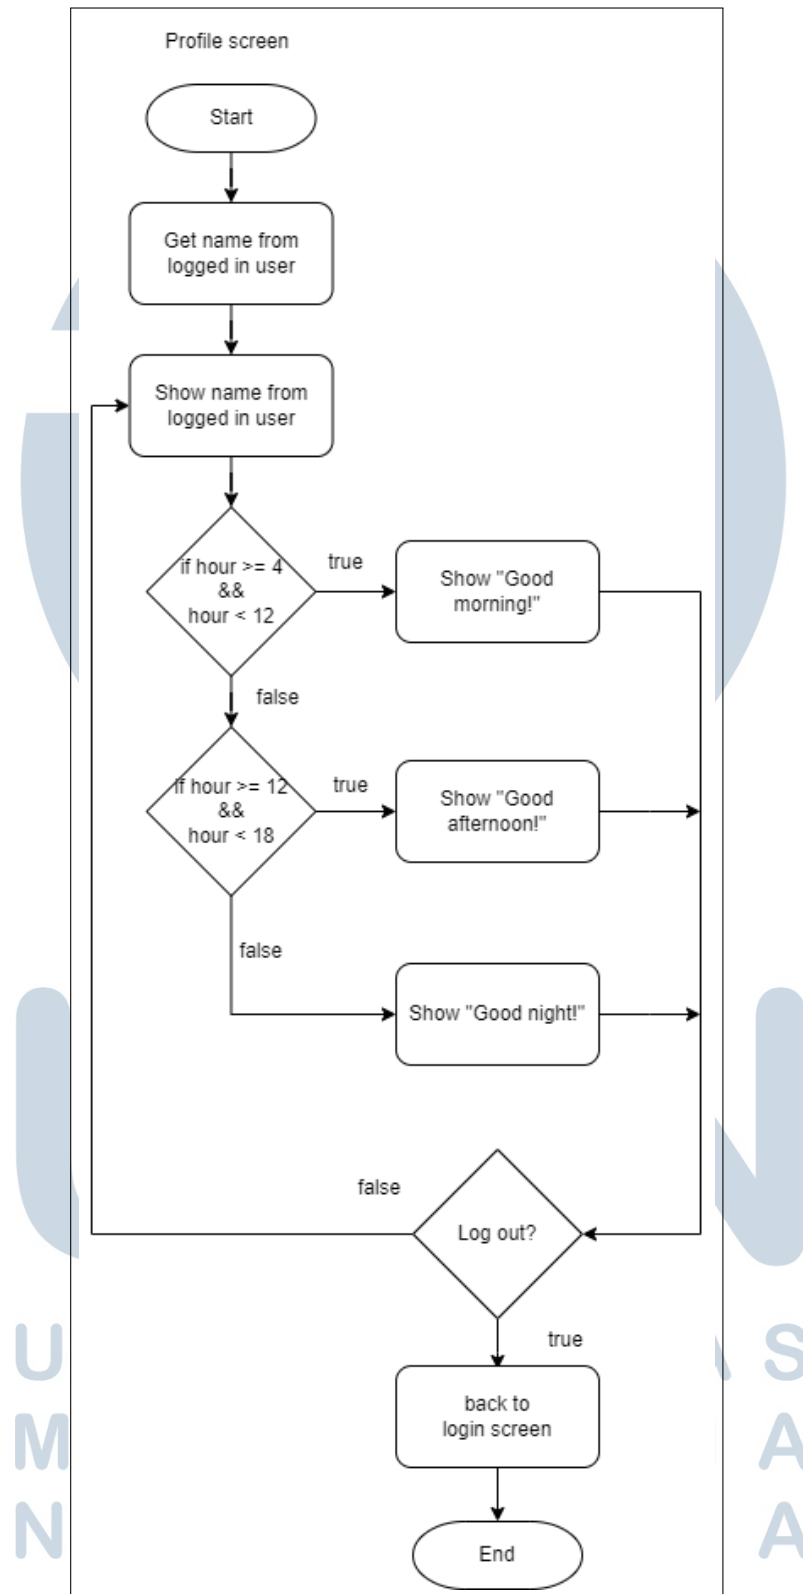 Profile screen
Start
Get name from
logged in user
Show name from
logged in user
if hour >= 4
&&
hour < 12
true
Show "Good
morning!"
false
if hour >= 12
&&
hour < 18
true
Show "Good
afternoon!"
false
Show "Good night!"
false
Log out?
true
back to
login screen
End
U S
M A
N A